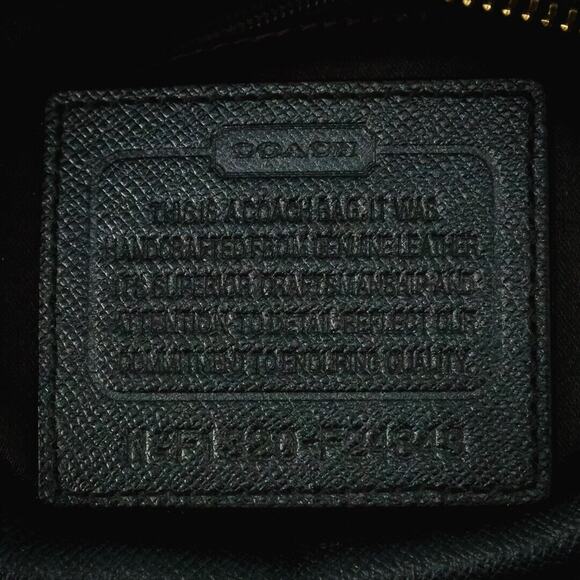 COACH
THIS IS A COACH BAG. IT WAS
HANDCRAFTED FROM GENUINE LEATHER.
ITS SUPERIOR CRAFTSMANSHIP AND
ATTENTION TO DETAIL REFLECT OUR
COMMITMENT TO ENDURING QUALITY.